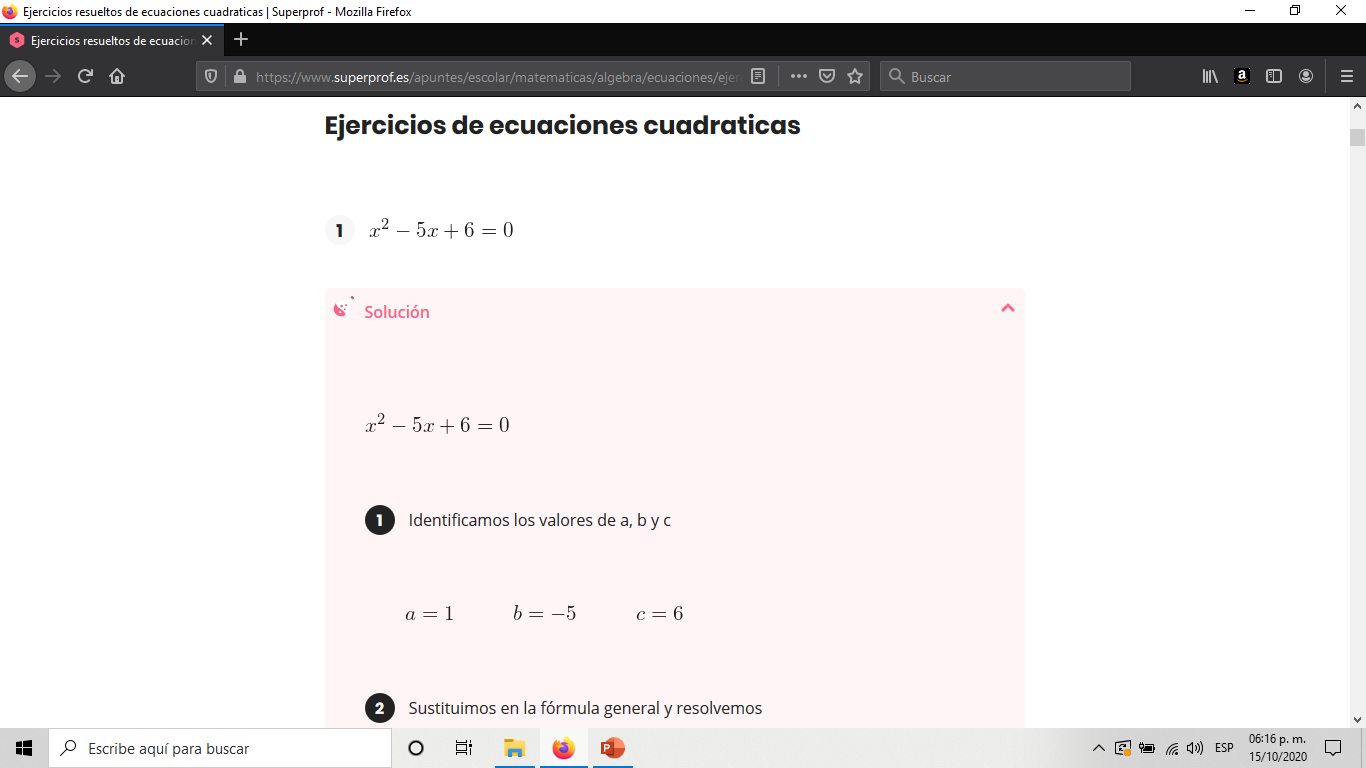 Ejercicios resueltos de ecuaciones cuadraticas | Superprof - Mozilla Firefox
Ejercicios resueltos de ecuacion
https://www.superprof.es/apuntes/escolar/matematicas/algebra/ecuaciones/ejem
Buscar
Ejercicios de ecuaciones cuadraticas
1 x² − 5x + 6 = 0
Solución
x² − 5x + 6 = 0
1 Identificamos los valores de a, b y c
a = 1 b = −5 c = 6
2 Sustituimos en la fórmula general y resolvemos
Escribe aquí para buscar
ESP
06:16 p. m.
15/10/2020